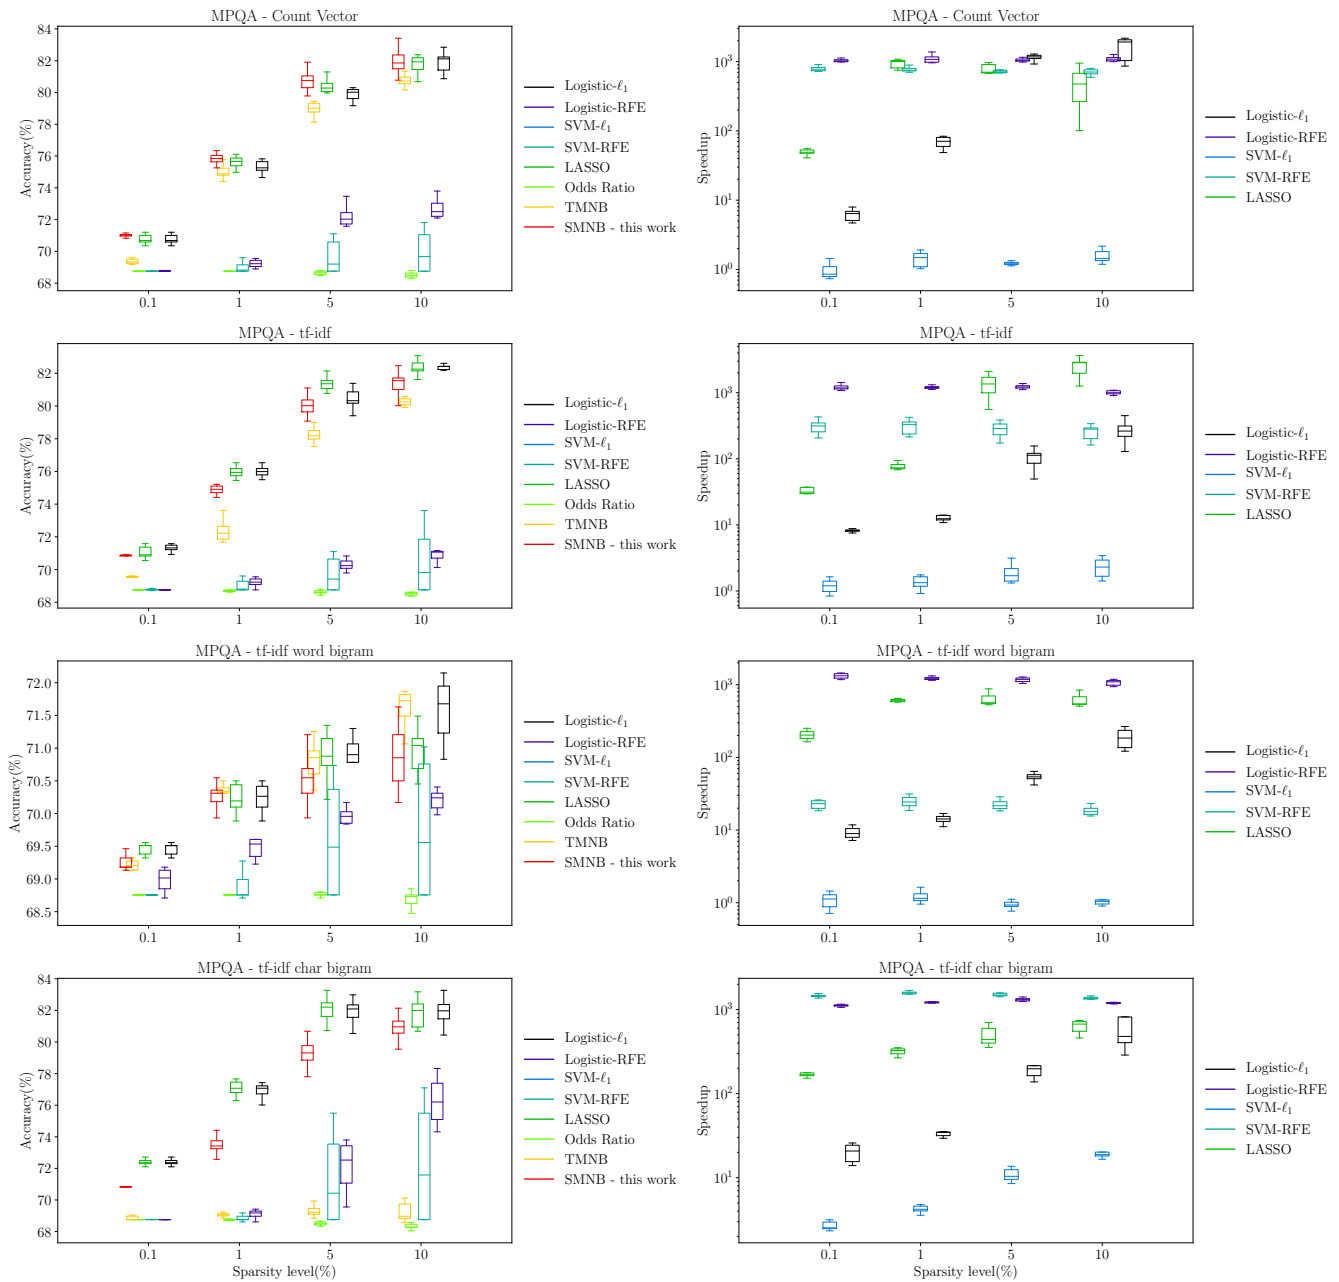 MPQA - Count Vector
84
82
80
78
76
74
72
70
68
Accuracy(%)
0.1 1 5 10
Logistic-ℓ₁
Logistic-RFE
SVM-ℓ₁
SVM-RFE
LASSO
Odds Ratio
TMNB
SMNB - this work
MPQA - Count Vector
10³
10²
10¹
10⁰
Speedup
0.1 1 5 10
Logistic-ℓ₁
Logistic-RFE
SVM-ℓ₁
SVM-RFE
LASSO
MPQA - tf-idf
82
80
78
76
74
72
70
68
Accuracy(%)
0.1 1 5 10
Logistic-ℓ₁
Logistic-RFE
SVM-ℓ₁
SVM-RFE
LASSO
Odds Ratio
TMNB
SMNB - this work
MPQA - tf-idf
10³
10²
10¹
10⁰
Speedup
0.1 1 5 10
Logistic-ℓ₁
Logistic-RFE
SVM-ℓ₁
SVM-RFE
LASSO
MPQA - tf-idf word bigram
72.0
71.5
71.0
70.5
70.0
69.5
69.0
68.5
Accuracy(%)
0.1 1 5 10
Logistic-ℓ₁
Logistic-RFE
SVM-ℓ₁
SVM-RFE
LASSO
Odds Ratio
TMNB
SMNB - this work
MPQA - tf-idf word bigram
10³
10²
10¹
10⁰
Speedup
0.1 1 5 10
Logistic-ℓ₁
Logistic-RFE
SVM-ℓ₁
SVM-RFE
LASSO
MPQA - tf-idf char bigram
84
82
80
78
76
74
72
70
68
Accuracy(%)
0.1 1 5 10
Sparsity level(%)
Logistic-ℓ₁
Logistic-RFE
SVM-ℓ₁
SVM-RFE
LASSO
Odds Ratio
TMNB
SMNB - this work
MPQA - tf-idf char bigram
10³
10²
10¹
Speedup
0.1 1 5 10
Sparsity level(%)
Logistic-ℓ₁
Logistic-RFE
SVM-ℓ₁
SVM-RFE
LASSO